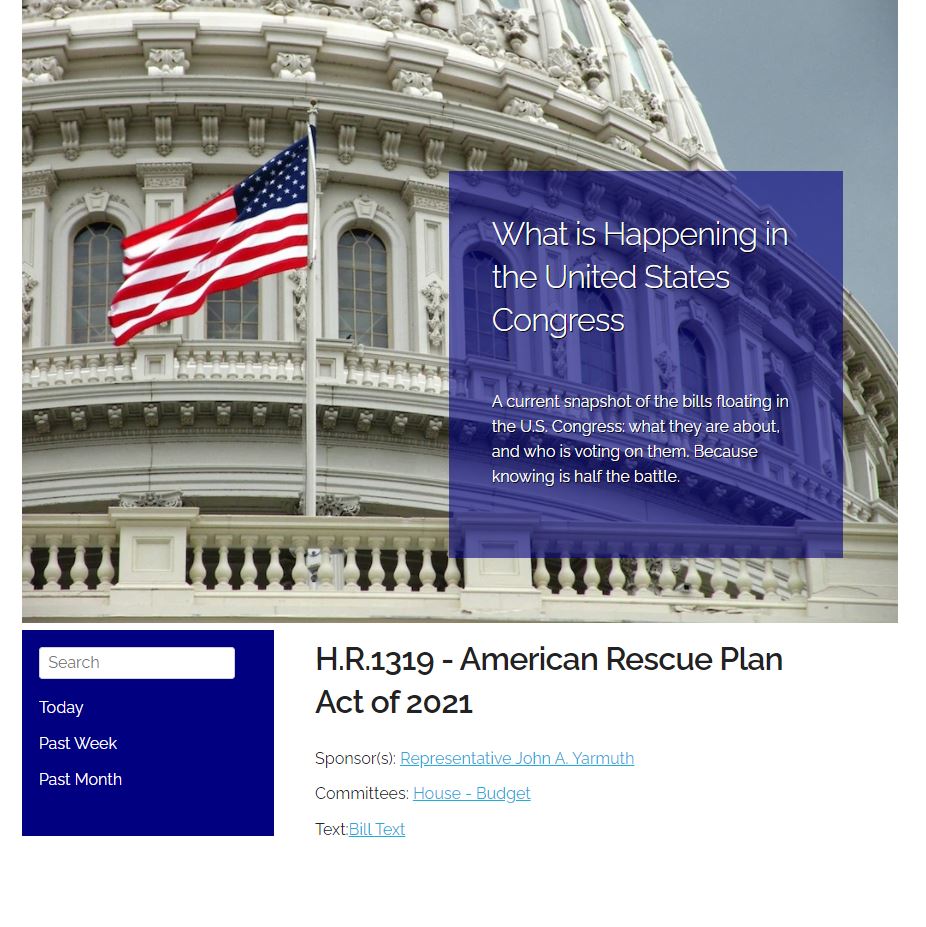 What is Happening in
the United States
Congress
A current snapshot of the bills floating in
the U.S. Congress: what they are about,
and who is voting on them. Because
knowing is half the battle.
Search
Today
Past Week
Past Month
H.R.1319 - American Rescue Plan
Act of 2021
Sponsor(s): Representative John A. Yarmuth
Committees: House - Budget
Text:Bill Text